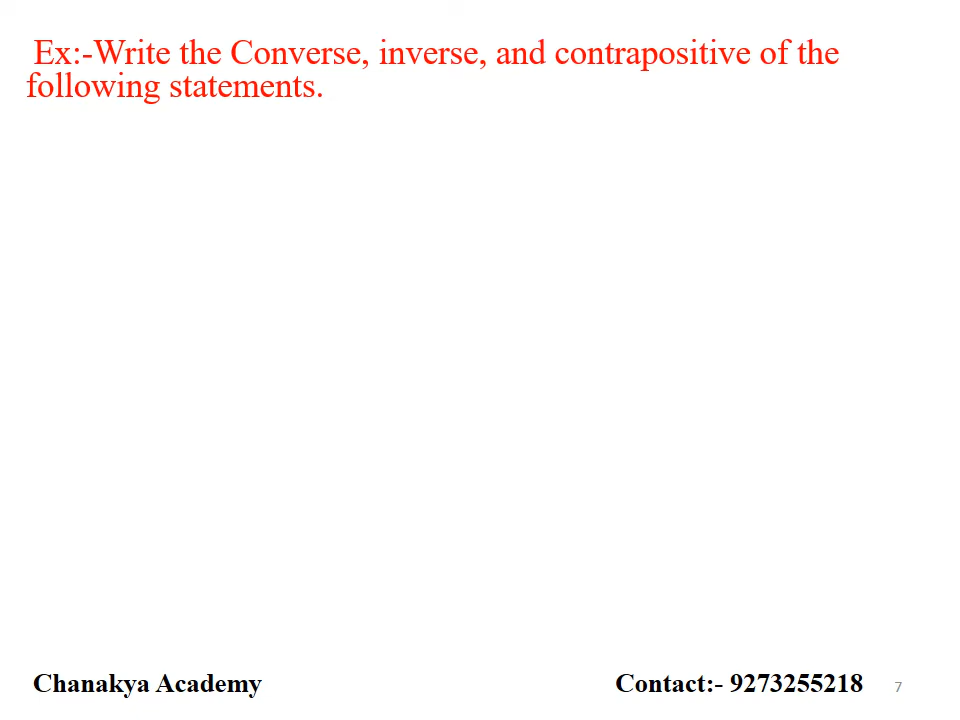 Ex:-Write the Converse, inverse, and contrapositive of the
following statements.
Chanakya Academy Contact:- 9273255218 7